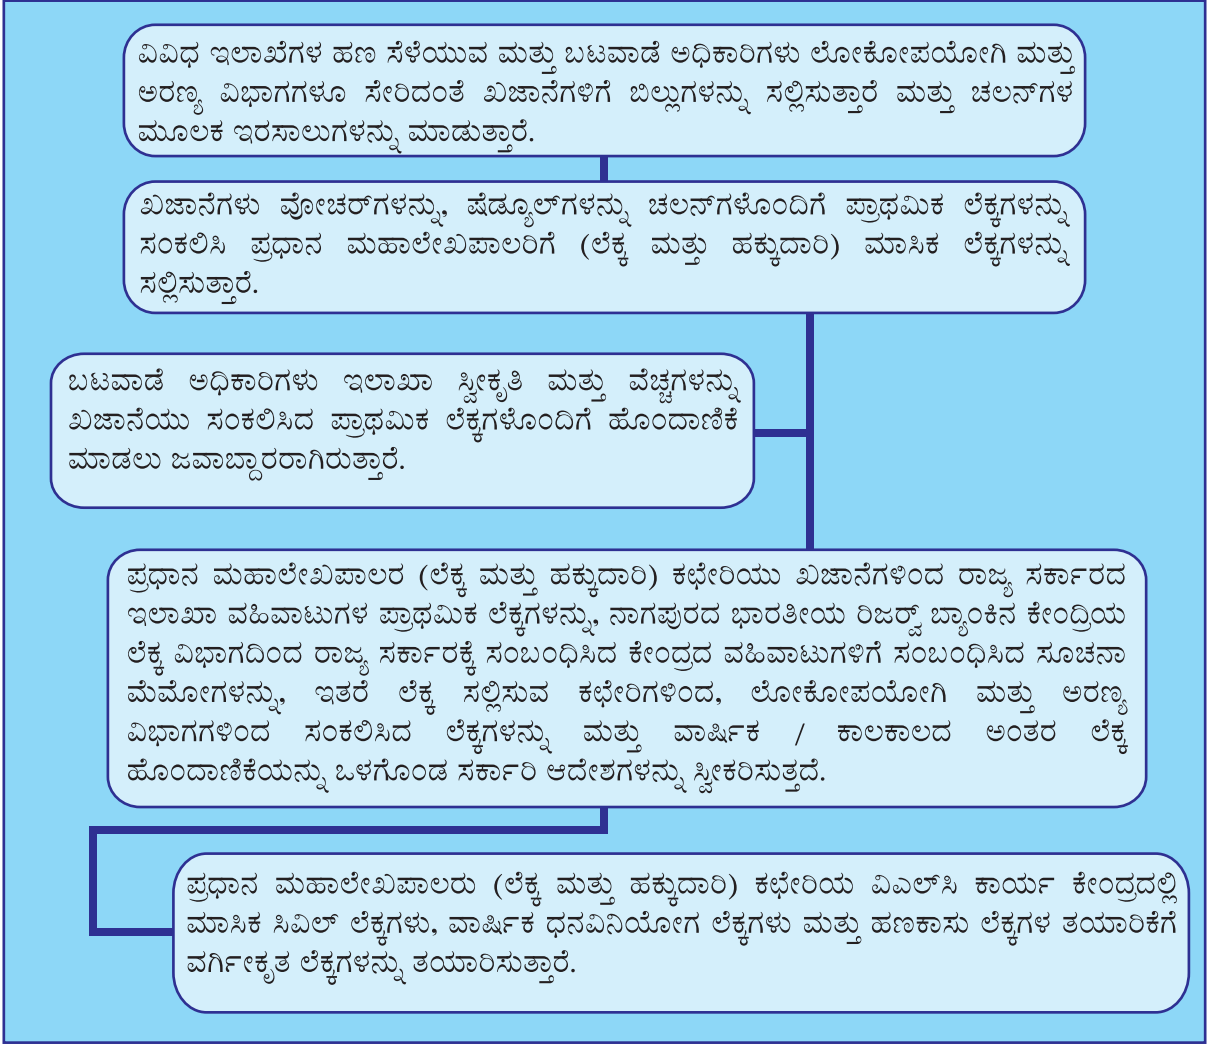 ವಿವಿಧ ಇಲಾಖೆಗಳ ಹಣ ಸೆಳೆಯುವ ಮತ್ತು ಬಟವಾಡೆ ಅಧಿಕಾರಿಗಳು ಲೋಕೋಪಯೋಗಿ ಮತ್ತು
ಅರಣ್ಯ ವಿಭಾಗಗಳೂ ಸೇರಿದಂತೆ ಖಜಾನೆಗಳಿಗೆ ಬಿಲ್ಲುಗಳನ್ನು ಸಲ್ಲಿಸುತ್ತಾರೆ ಮತ್ತು ಚಲನ್‌ಗಳ
ಮೂಲಕ ಇರಸಾಲುಗಳನ್ನು ಮಾಡುತ್ತಾರೆ.
ಖಜಾನೆಗಳು ವೋಚರ್‌ಗಳನ್ನು, ಷೆಡ್ಯೂಲ್‌ಗಳನ್ನು ಚಲನ್‌ಗಳೊಂದಿಗೆ ಪ್ರಾಥಮಿಕ ಲೆಕ್ಕಗಳನ್ನು
ಸಂಕಲಿಸಿ ಪ್ರಧಾನ ಮಹಾಲೇಖಪಾಲರಿಗೆ (ಲೆಕ್ಕ ಮತ್ತು ಹಕ್ಕುದಾರಿ) ಮಾಸಿಕ ಲೆಕ್ಕಗಳನ್ನು
ಸಲ್ಲಿಸುತ್ತಾರೆ.
ಬಟವಾಡೆ ಅಧಿಕಾರಿಗಳು ಇಲಾಖಾ ಸ್ವೀಕೃತಿ ಮತ್ತು ವೆಚ್ಚಗಳನ್ನು
ಖಜಾನೆಯು ಸಂಕಲಿಸಿದ ಪ್ರಾಥಮಿಕ ಲೆಕ್ಕಗಳೊಂದಿಗೆ ಹೊಂದಾಣಿಕೆ
ಮಾಡಲು ಜವಾಬ್ದಾರರಾಗಿರುತ್ತಾರೆ.
ಪ್ರಧಾನ ಮಹಾಲೇಖಪಾಲರ (ಲೆಕ್ಕ ಮತ್ತು ಹಕ್ಕುದಾರಿ) ಕಛೇರಿಯು ಖಜಾನೆಗಳಿಂದ ರಾಜ್ಯ ಸರ್ಕಾರದ
ಇಲಾಖಾ ವಹಿವಾಟುಗಳ ಪ್ರಾಥಮಿಕ ಲೆಕ್ಕಗಳನ್ನು, ನಾಗಪುರದ ಭಾರತೀಯ ರಿಜರ್ವ್ ಬ್ಯಾಂಕಿನ ಕೇಂದ್ರಿಯ
ಲೆಕ್ಕ ವಿಭಾಗದಿಂದ ರಾಜ್ಯ ಸರ್ಕಾರಕ್ಕೆ ಸಂಬಂಧಿಸಿದ ಕೇಂದ್ರದ ವಹಿವಾಟುಗಳಿಗೆ ಸಂಬಂಧಿಸಿದ ಸೂಚನಾ
ಮೆಮೋಗಳನ್ನು, ಇತರೆ ಲೆಕ್ಕ ಸಲ್ಲಿಸುವ ಕಛೇರಿಗಳಿಂದ, ಲೋಕೋಪಯೋಗಿ ಮತ್ತು ಅರಣ್ಯ
ವಿಭಾಗಗಳಿಂದ ಸಂಕಲಿಸಿದ ಲೆಕ್ಕಗಳನ್ನು ಮತ್ತು ವಾರ್ಷಿಕ / ಕಾಲಕಾಲದ ಅಂತರ ಲೆಕ್ಕ
ಹೊಂದಾಣಿಕೆಯನ್ನು ಒಳಗೊಂಡ ಸರ್ಕಾರಿ ಆದೇಶಗಳನ್ನು ಸ್ವೀಕರಿಸುತ್ತದೆ.
ಪ್ರಧಾನ ಮಹಾಲೇಖಪಾಲರು (ಲೆಕ್ಕ ಮತ್ತು ಹಕ್ಕುದಾರಿ) ಕಛೇರಿಯ ವಿಎಲ್‌ಸಿ ಕಾರ್ಯ ಕೇಂದ್ರದಲ್ಲಿ
ಮಾಸಿಕ ಸಿವಿಲ್ ಲೆಕ್ಕಗಳು, ವಾರ್ಷಿಕ ಧನವಿನಿಯೋಗ ಲೆಕ್ಕಗಳು ಮತ್ತು ಹಣಕಾಸು ಲೆಕ್ಕಗಳ ತಯಾರಿಕೆಗೆ
ವರ್ಗೀಕೃತ ಲೆಕ್ಕಗಳನ್ನು ತಯಾರಿಸುತ್ತಾರೆ.